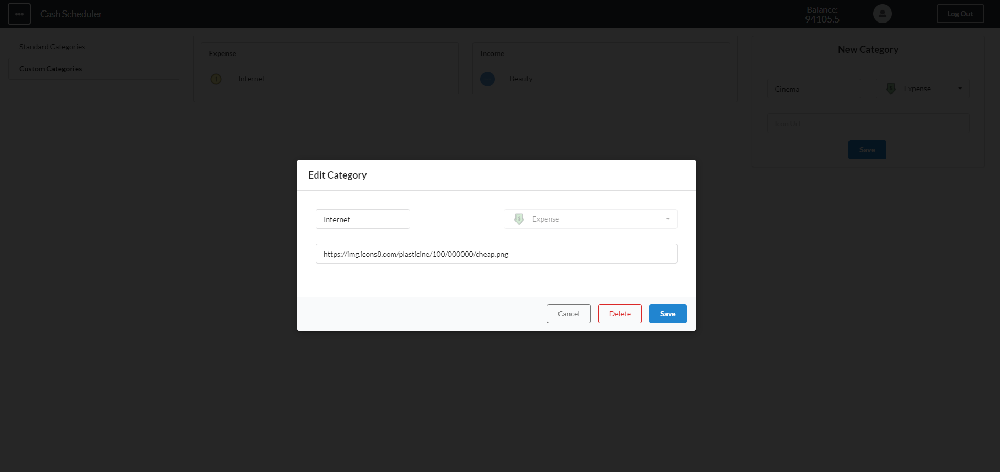 Cash Scheduler
Balance:
94105.5
Log Out
Standard Categories
Custom Categories
Expense
Internet
Income
Beauty
New Category
Cinema
Expense
Icon Url
Save
Edit Category
Internet
Expense
https://img.icons8.com/plasticine/100/000000/cheap.png
Cancel
Delete
Save